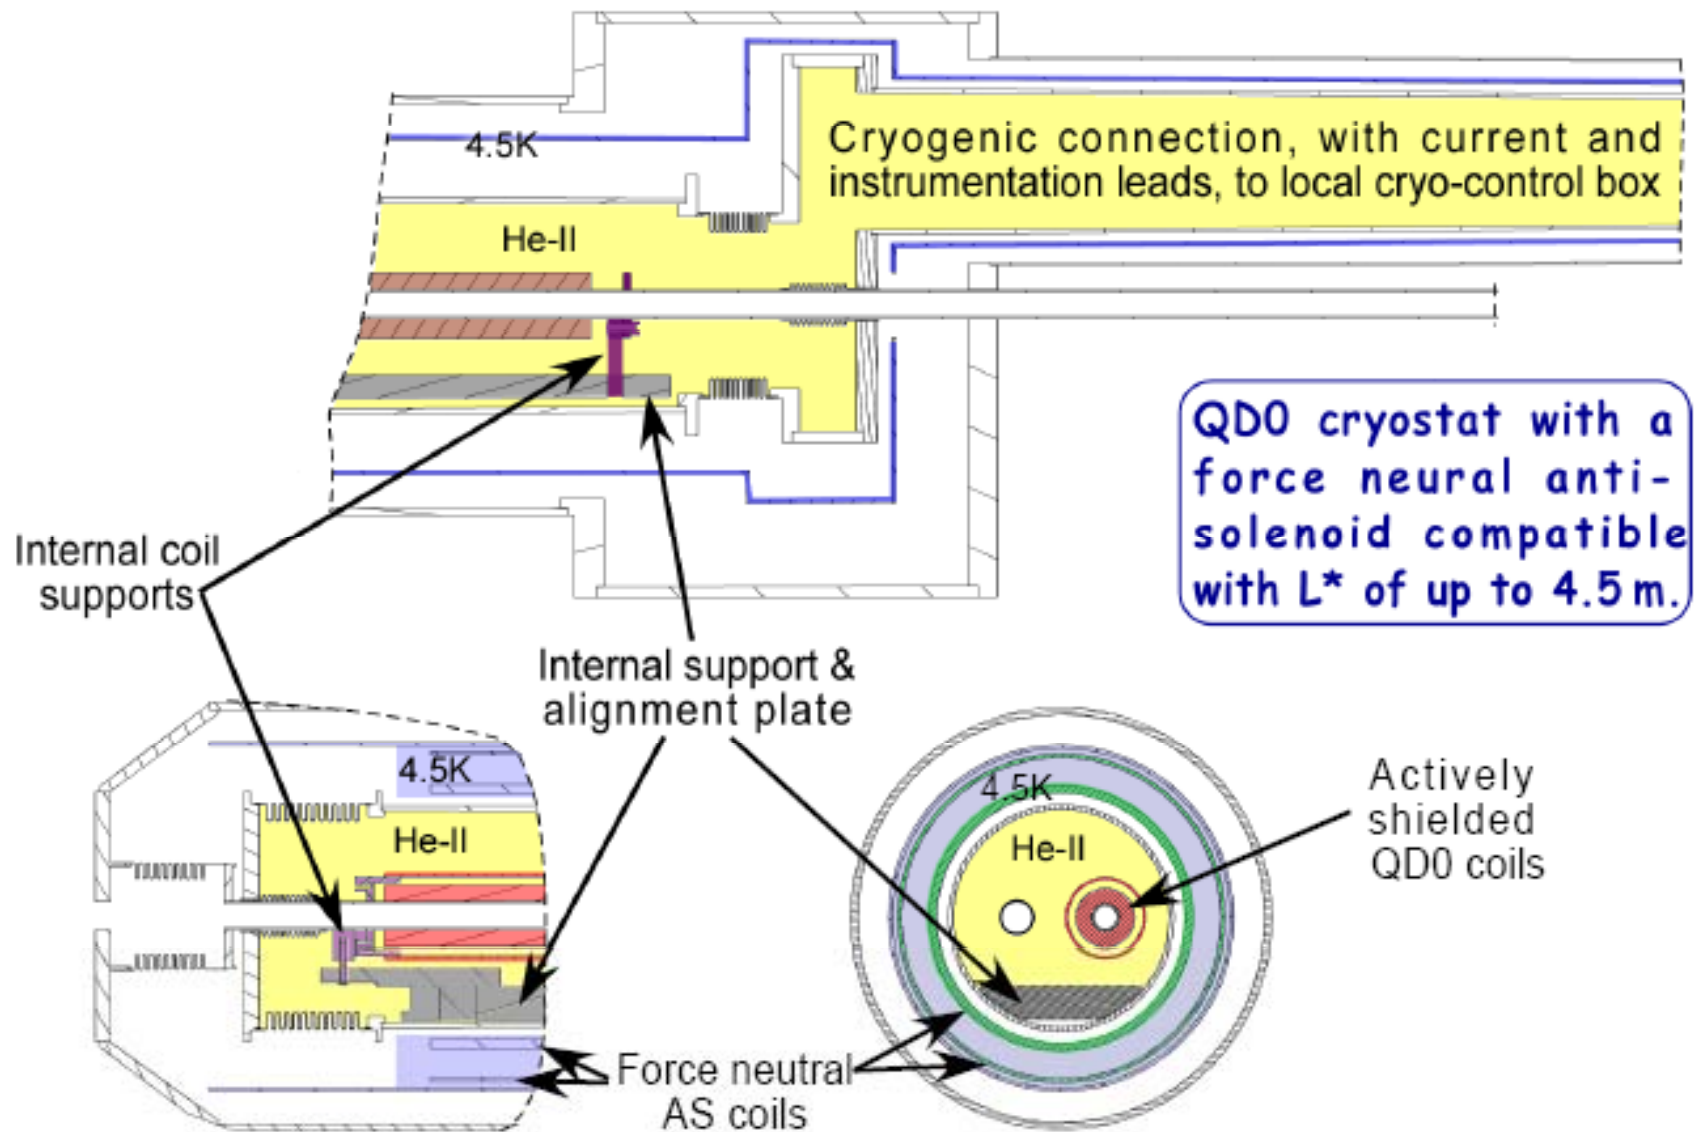 4.5K
Cryogenic connection, with current and
instrumentation leads, to local cryo-control box
He-II
QD0 cryostat with a
force neural anti-
solenoid compatible
with L* of up to 4.5 m.
Internal coil
supports
Internal support &
alignment plate
4.5K
He-II
4.5K
He-II
Actively
shielded
QD0 coils
Force neutral
AS coils